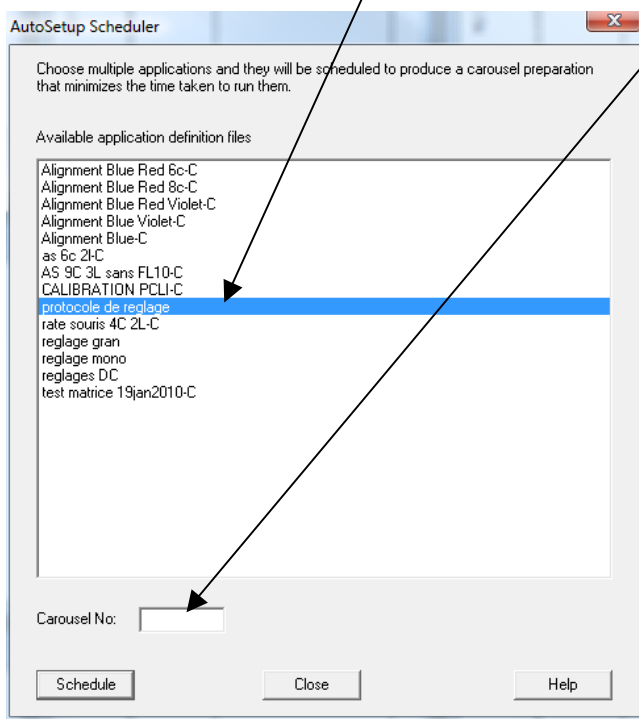 AutoSetup Scheduler
Choose multiple applications and they will be scheduled to produce a carousel preparation
that minimizes the time taken to run them.
Available application definition files
Alignment Blue Red 6c-C
Alignment Blue Red 8c-C
Alignment Blue Red Violet-C
Alignment Blue Violet-C
Alignment Blue-C
as 6c 2l-C
AS 9C 3L sans FL10-C
CALIBRATION PCLI-C
protocole de reglage
rate souris 4C 2L-C
reglage gran
reglage mono
reglages DC
test matrice 19jan2010-C
Carousel No:
Schedule Close Help